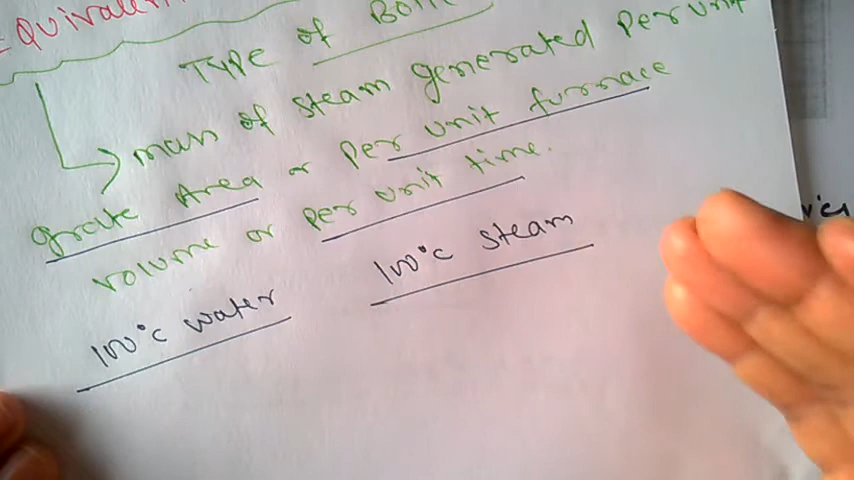 TYPE of
mass of steam generated per unit
grate Area or per unit furnace
volume or per unit time.
100°c water 100°c steam